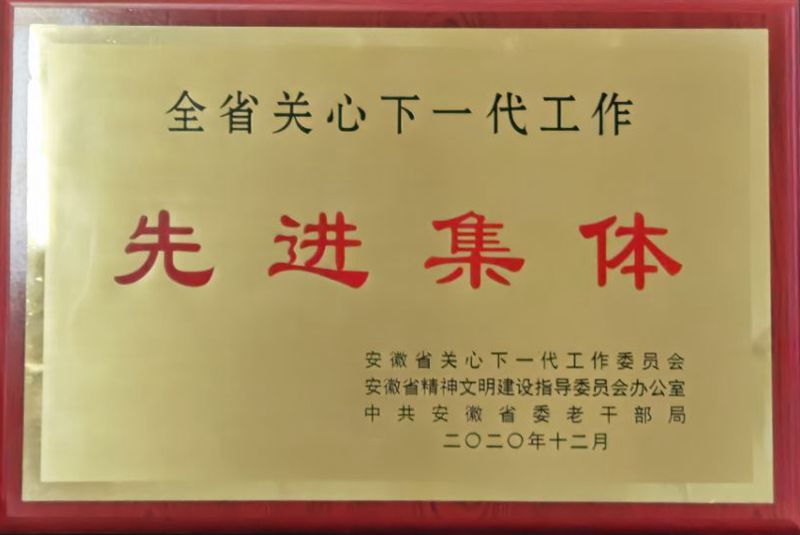 全省关心下一代工作
先进集体
安徽省关心下一代工作委员会
安徽省精神文明建设指导委员会办公室
中共安徽省委老干部局
二〇二〇年十二月